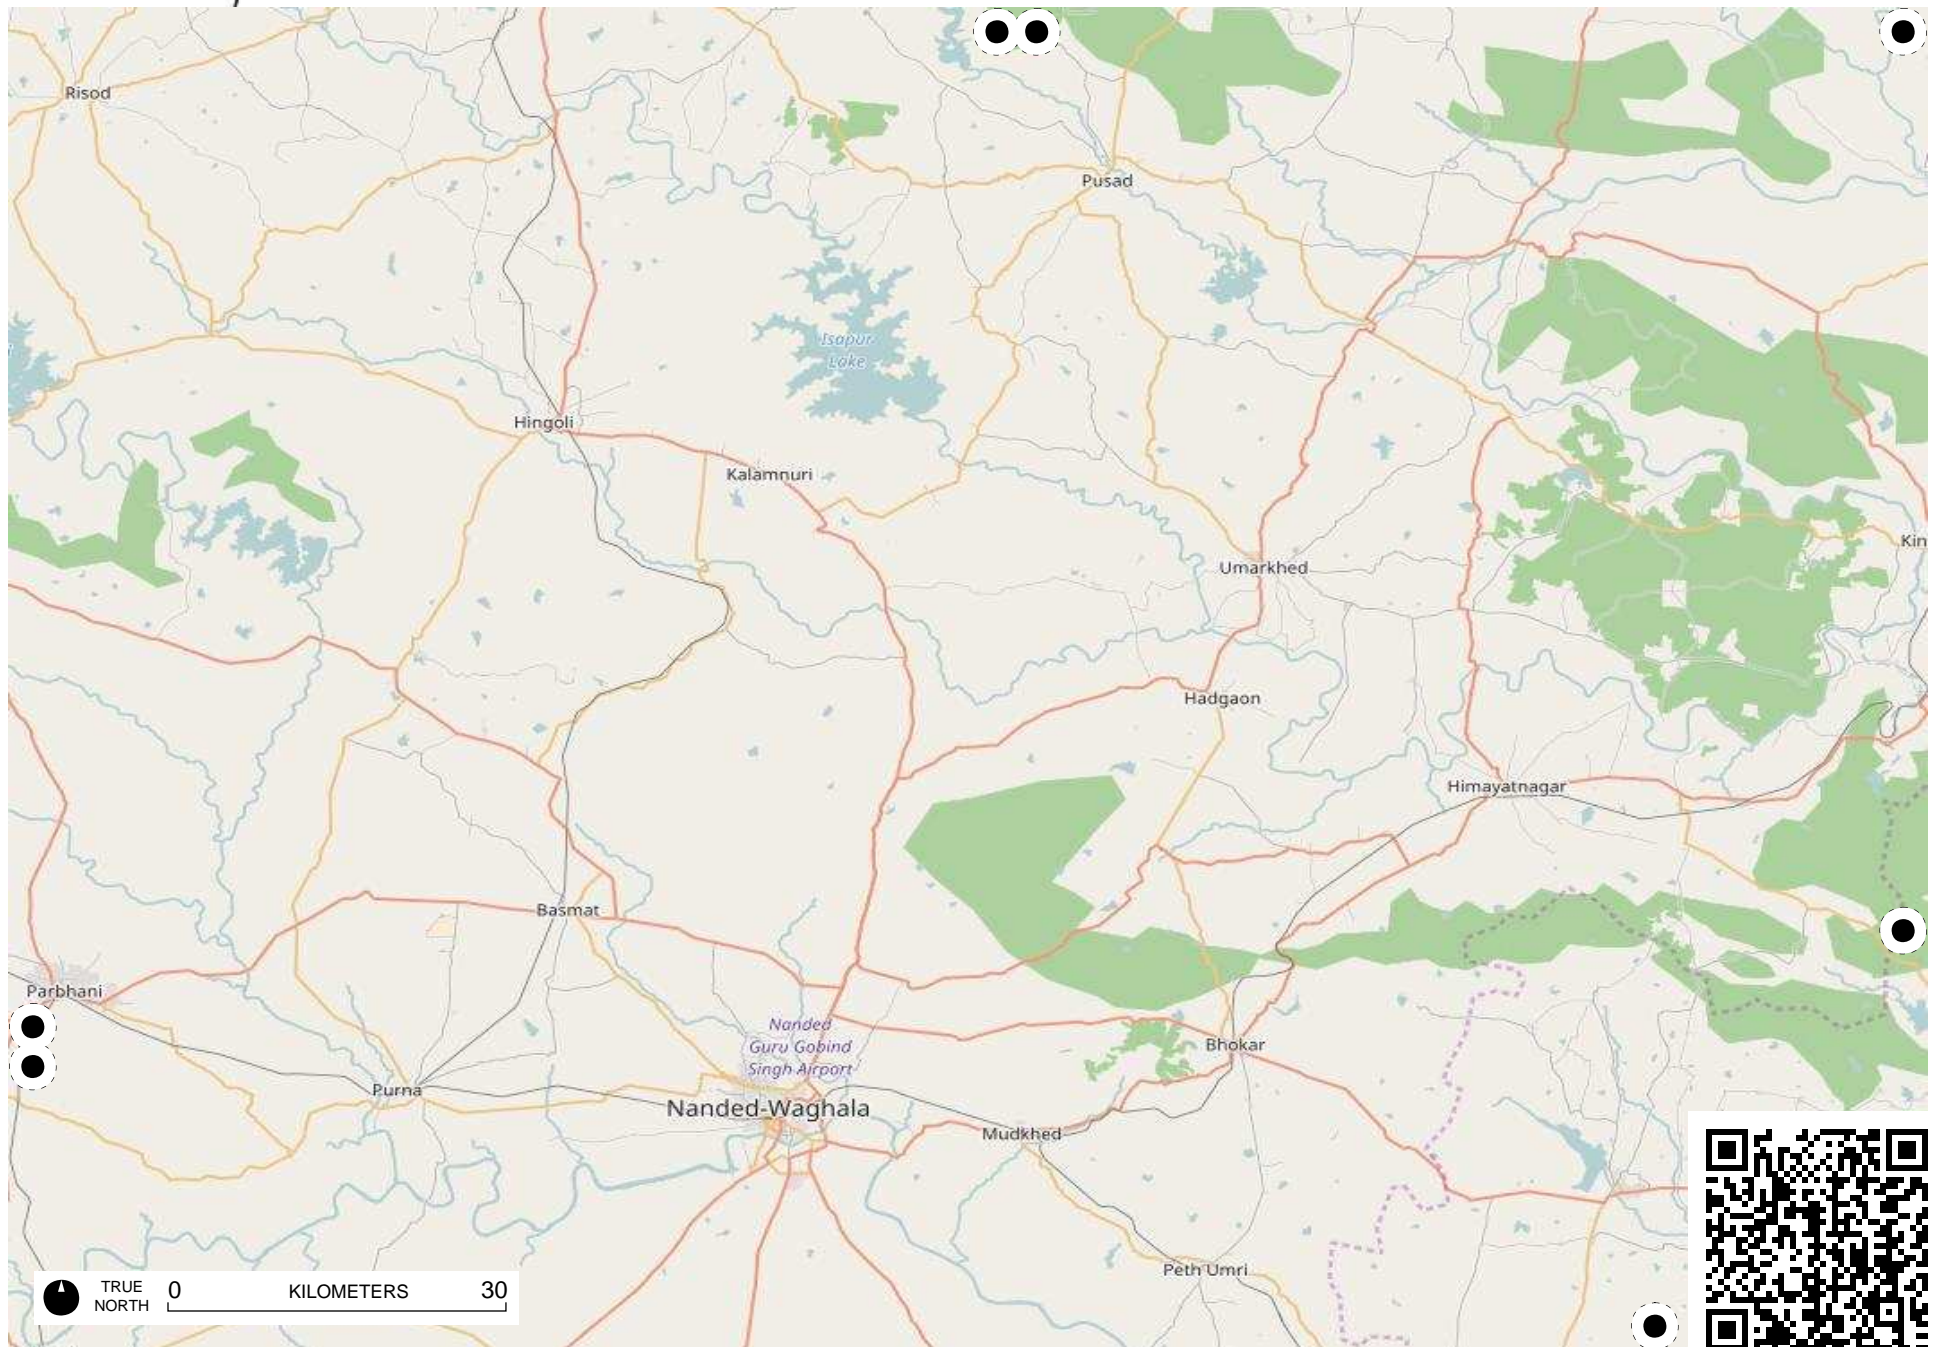 Risod
Pusad
Isapur
Lake
Hingoli
Kalamnuri
Kin
Umarkhed
Hadgaon
Himayatnagar
Basmat
Parbhani
Nanded
Guru Gobind
Singh Airport
Bhokar
Purna
Nanded-Waghala
Mudkhed
Peth Umri
TRUE
NORTH
0 KILOMETERS 30